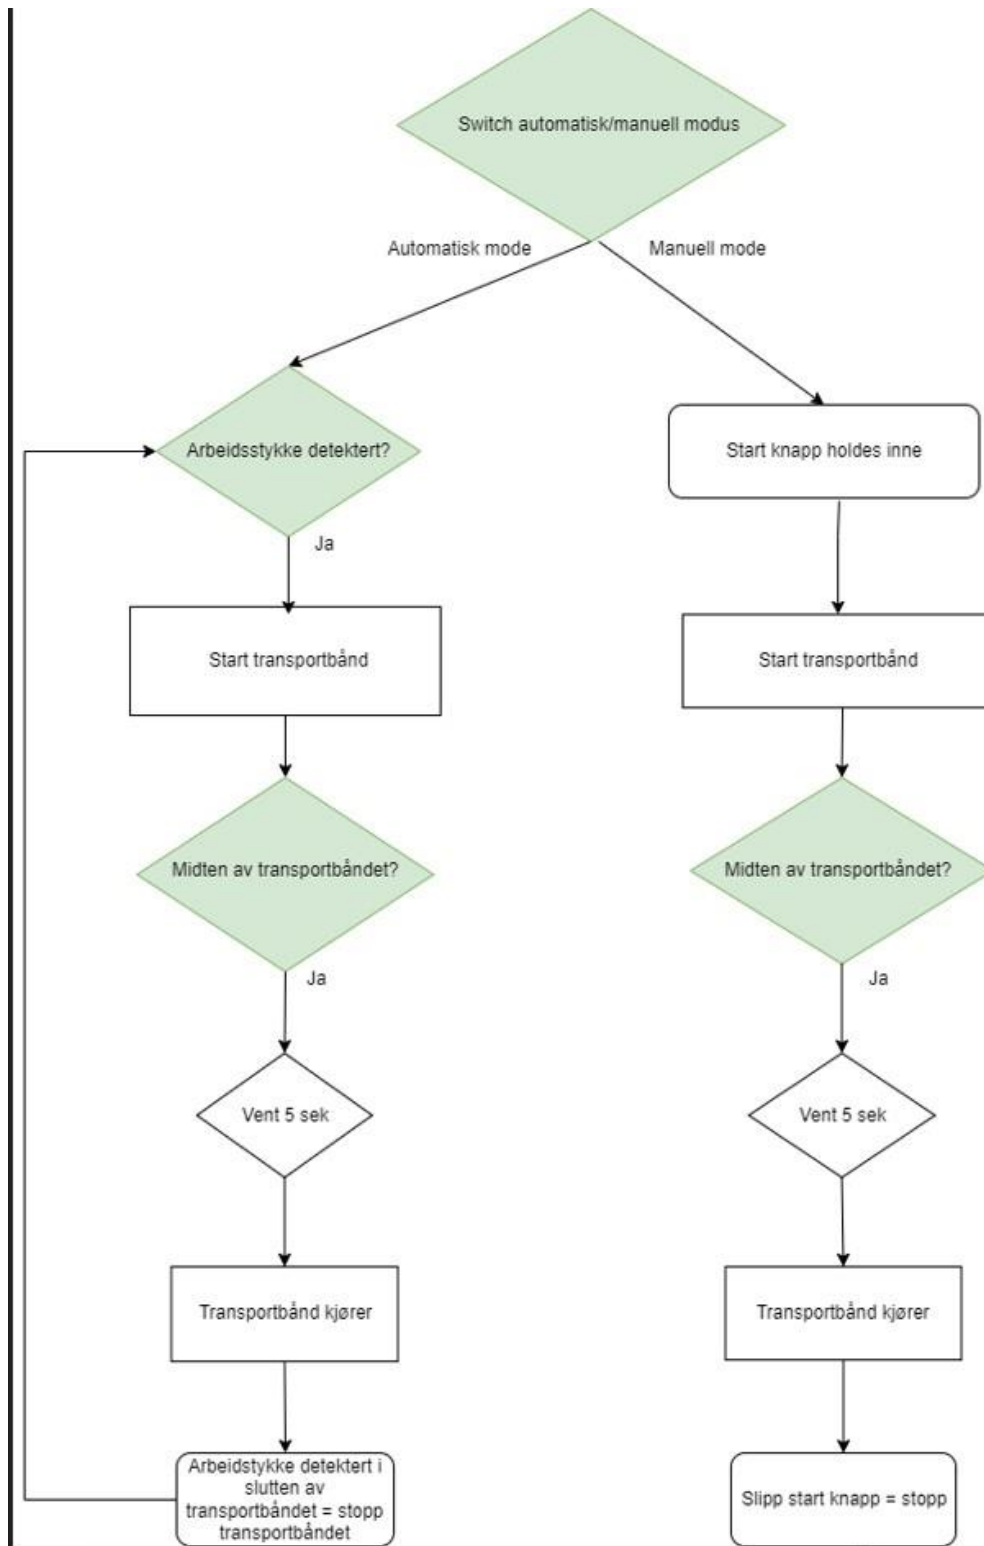 Switch automatisk/manuell modus
Automatisk mode
Manuell mode
Arbeidsstykke detektert?
Start knapp holdes inne
Ja
Start transportbånd
Start transportbånd
Midten av transportbåndet?
Midten av transportbåndet?
Ja
Ja
Vent 5 sek
Vent 5 sek
Transportbånd kjører
Transportbånd kjører
Arbeidstykke detektert i
slutten av
transportbåndet = stopp
transportbåndet
Slipp start knapp = stopp